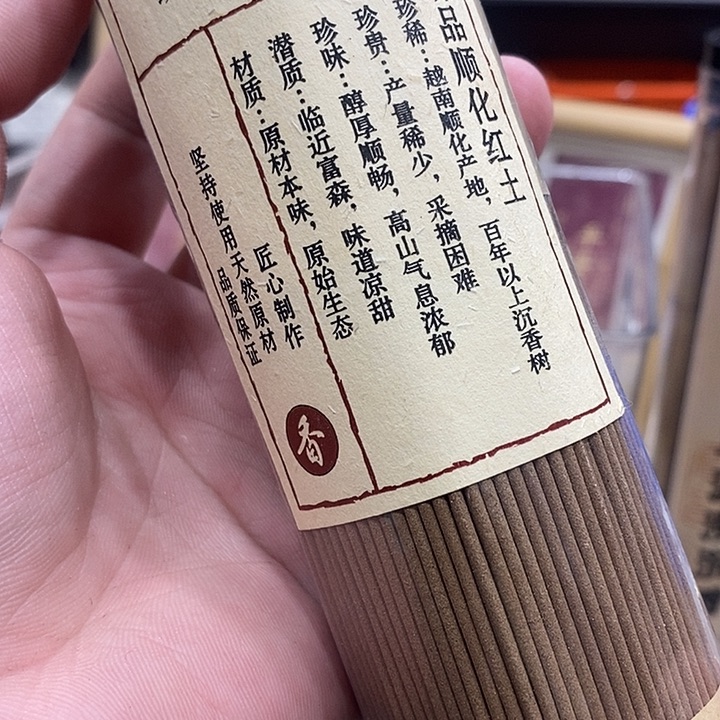 品顺化红土
珍稀：越南顺化产地，百年以上沉香树
珍贵：产量稀少，采摘困难
珍味：醇厚顺畅，高山气息浓郁
潜质：临近富森，味道凉甜
材质：原材本味，原始生态
匠心制作
坚持使用天然原材
品质保证
香